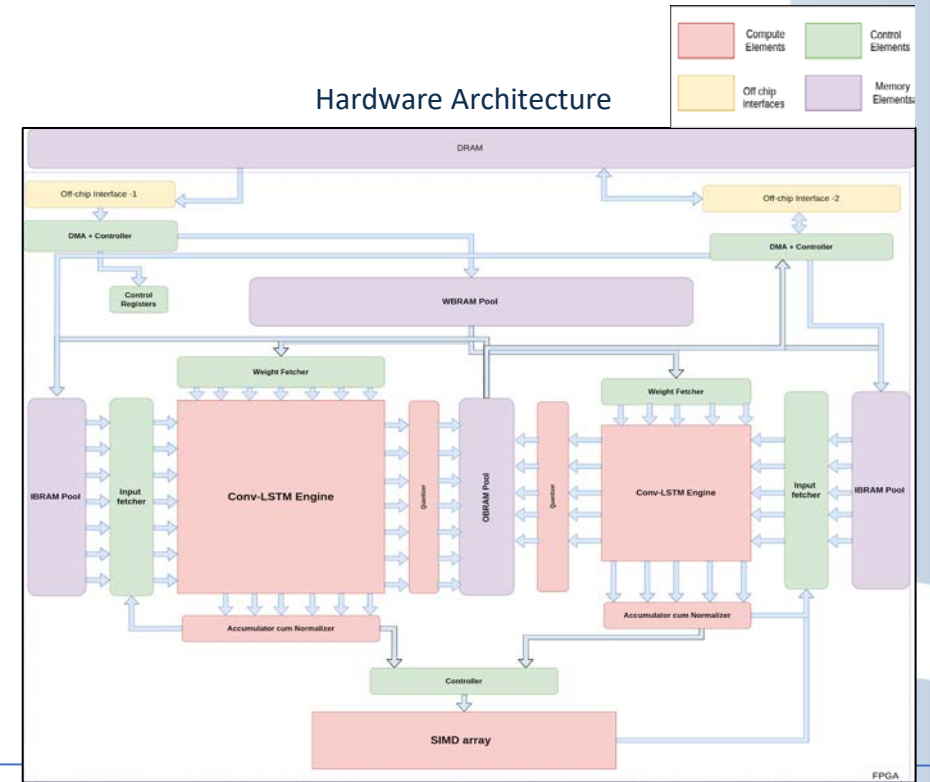 Compute
Elements
Control
Elements
Off chip
interfaces
Memory
Elements
Hardware Architecture
DRAM
Off-chip Interface -1
Off-chip Interface -2
DMA + Controller
DMA + Controller
Control
Registers
WBRAM Pool
Weight Fetcher
Weight Fetcher
IBRAM Pool
Input
fetcher
Conv-LSTM Engine
Quantizer
OBRAM Pool
Quantizer
Conv-LSTM Engine
Input
fetcher
IBRAM Pool
Accumulator cum Normalizer
Accumulator cum Normalizer
Controller
SIMD array
FPGA